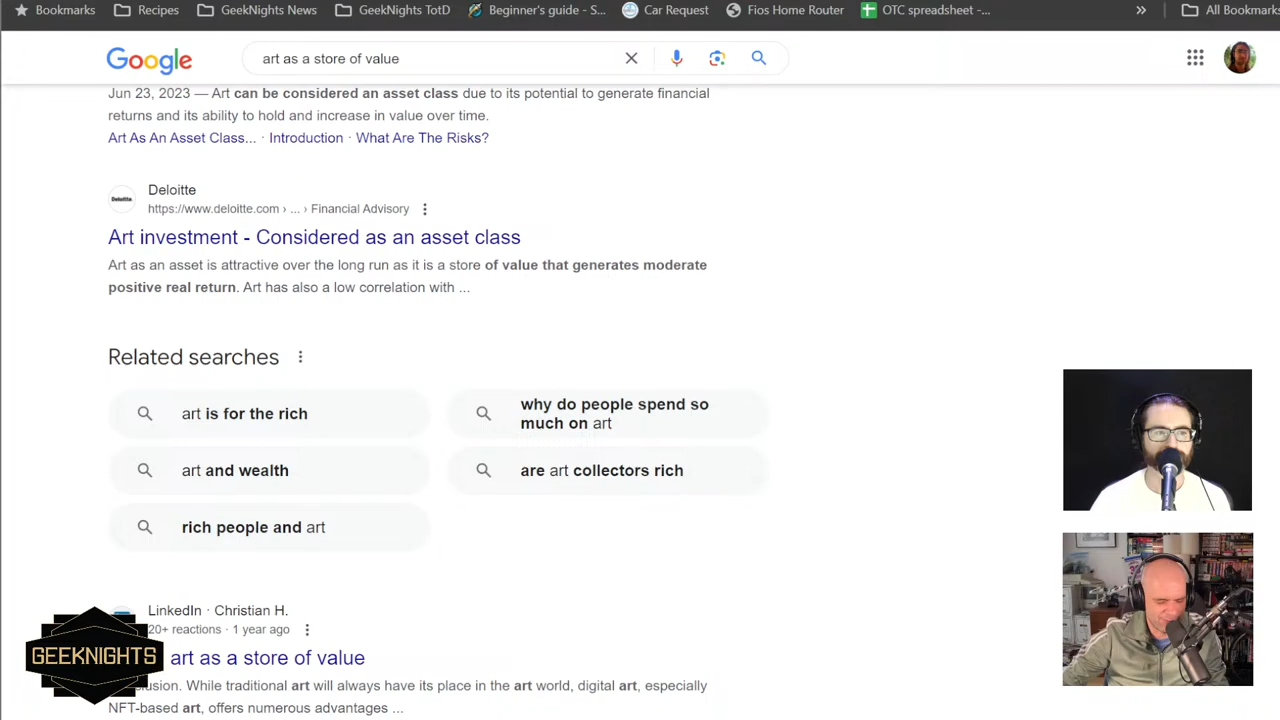 Bookmarks
Recipes
GeekNights News
GeekNights TotD
Beginner's guide - S...
Car Request
Fios Home Router
OTC spreadsheet -...
»
All Bookmarks
Google
art as a store of value
Jun 23, 2023 — Art can be considered an asset class due to its potential to generate financial
returns and its ability to hold and increase in value over time.
Art As An Asset Class... · Introduction · What Are The Risks?
Deloitte
Deloitte
https://www.deloitte.com › ... › Financial Advisory
Art investment - Considered as an asset class
Art as an asset is attractive over the long run as it is a store of value that generates moderate
positive real return. Art has also a low correlation with ...
Related searches
art is for the rich
why do people spend so
much on art
art and wealth
are art collectors rich
rich people and art
LinkedIn · Christian H.
20+ reactions · 1 year ago
art as a store of value
clusion. While traditional art will always have its place in the art world, digital art, especially
NFT-based art, offers numerous advantages ...
GEEKNIGHTS